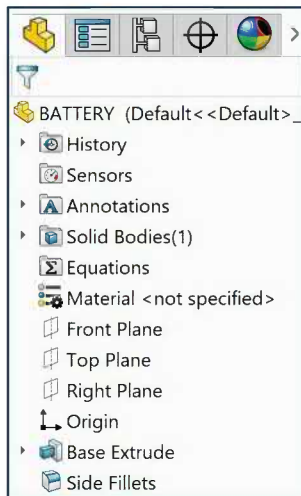 BATTERY (Default<<Default>_
History
Sensors
Annotations
Solid Bodies(1)
Equations
Material <not specified>
Front Plane
Top Plane
Right Plane
Origin
Base Extrude
Side Fillets